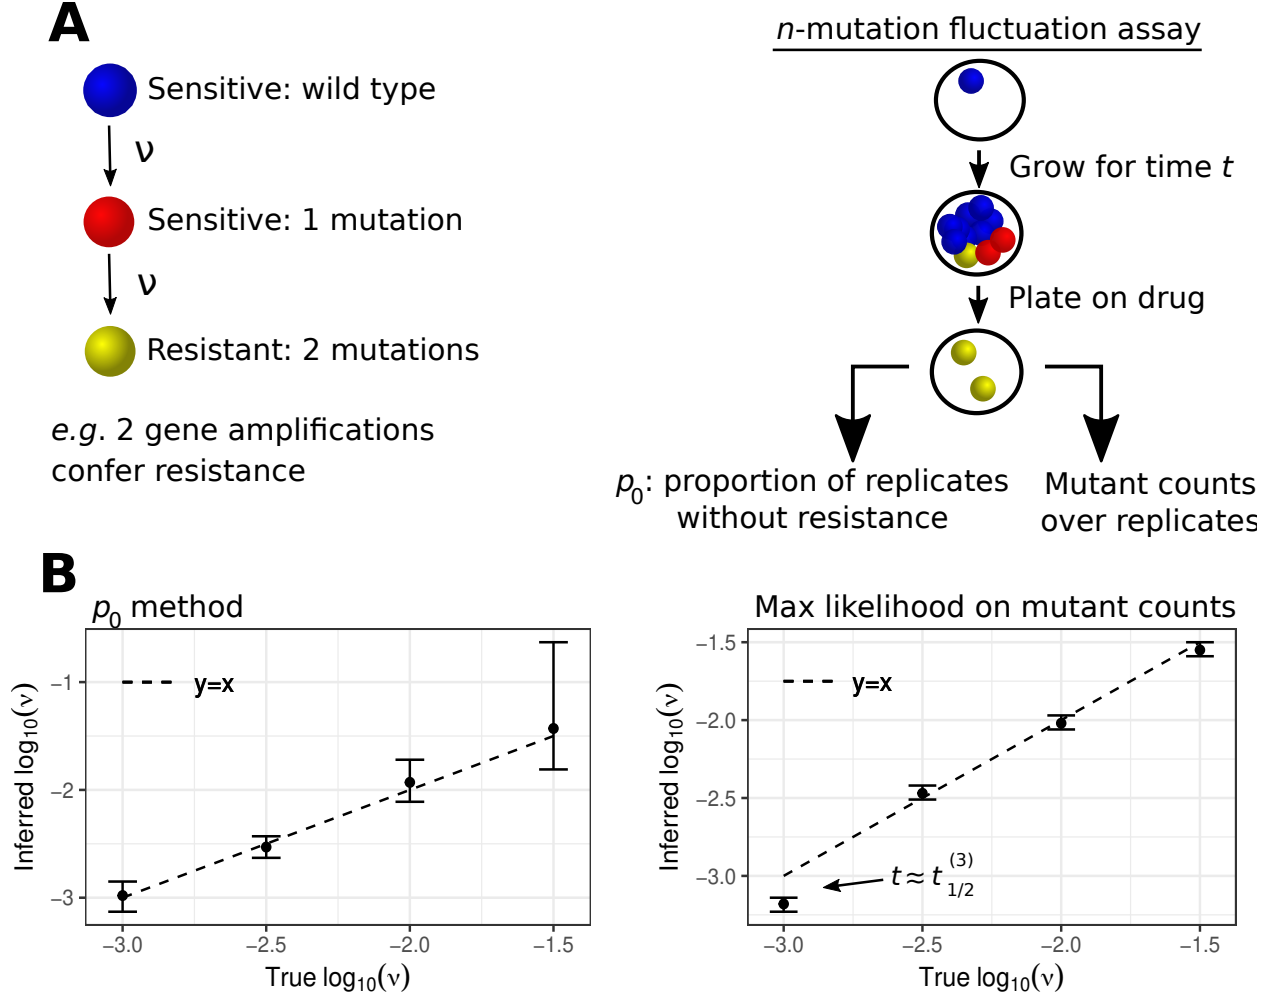 A
Sensitive: wild type
ν
Sensitive: 1 mutation
ν
Resistant: 2 mutations
e.g. 2 gene amplifications
confer resistance
n-mutation fluctuation assay
Grow for time t
Plate on drug
p0: proportion of replicates
without resistance
Mutant counts
over replicates
B
p0 method
y=x
−1
−2
−3
−3.0 −2.5 −2.0 −1.5
Inferred log10(ν)
True log10(ν)
Max likelihood on mutant counts
y=x
t ≈ t1/2(3)
−1.5
−2.0
−2.5
−3.0
−3.0 −2.5 −2.0 −1.5
Inferred log10(ν)
True log10(ν)